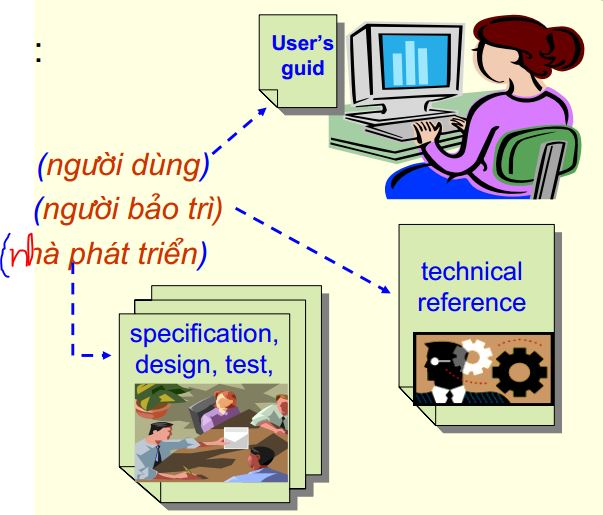 :
User's
guid
(người dùng)
(người bảo trì)
(nhà phát triển)
technical
reference
specification,
design, test,